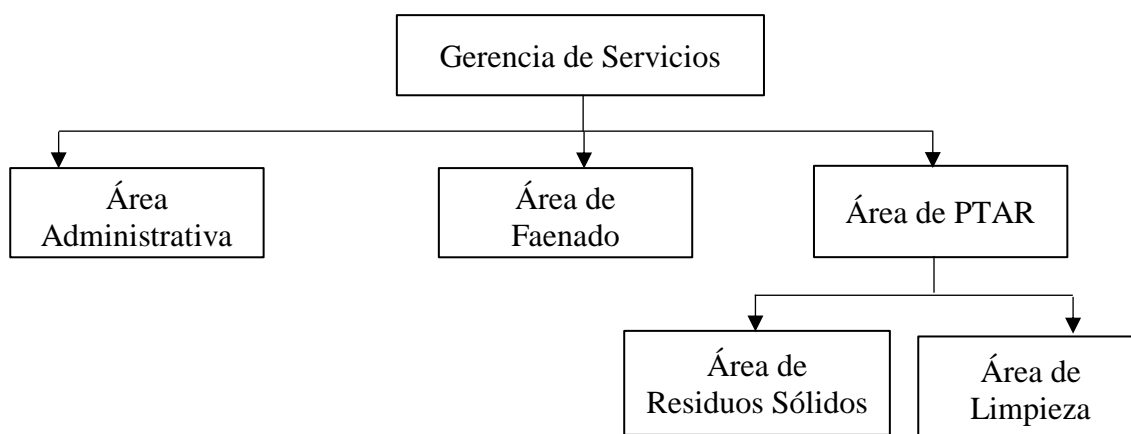 Gerencia de Servicios
Área
Administrativa
Área de
Faenado
Área de PTAR
Área de
Residuos Sólidos
Área de
Limpieza